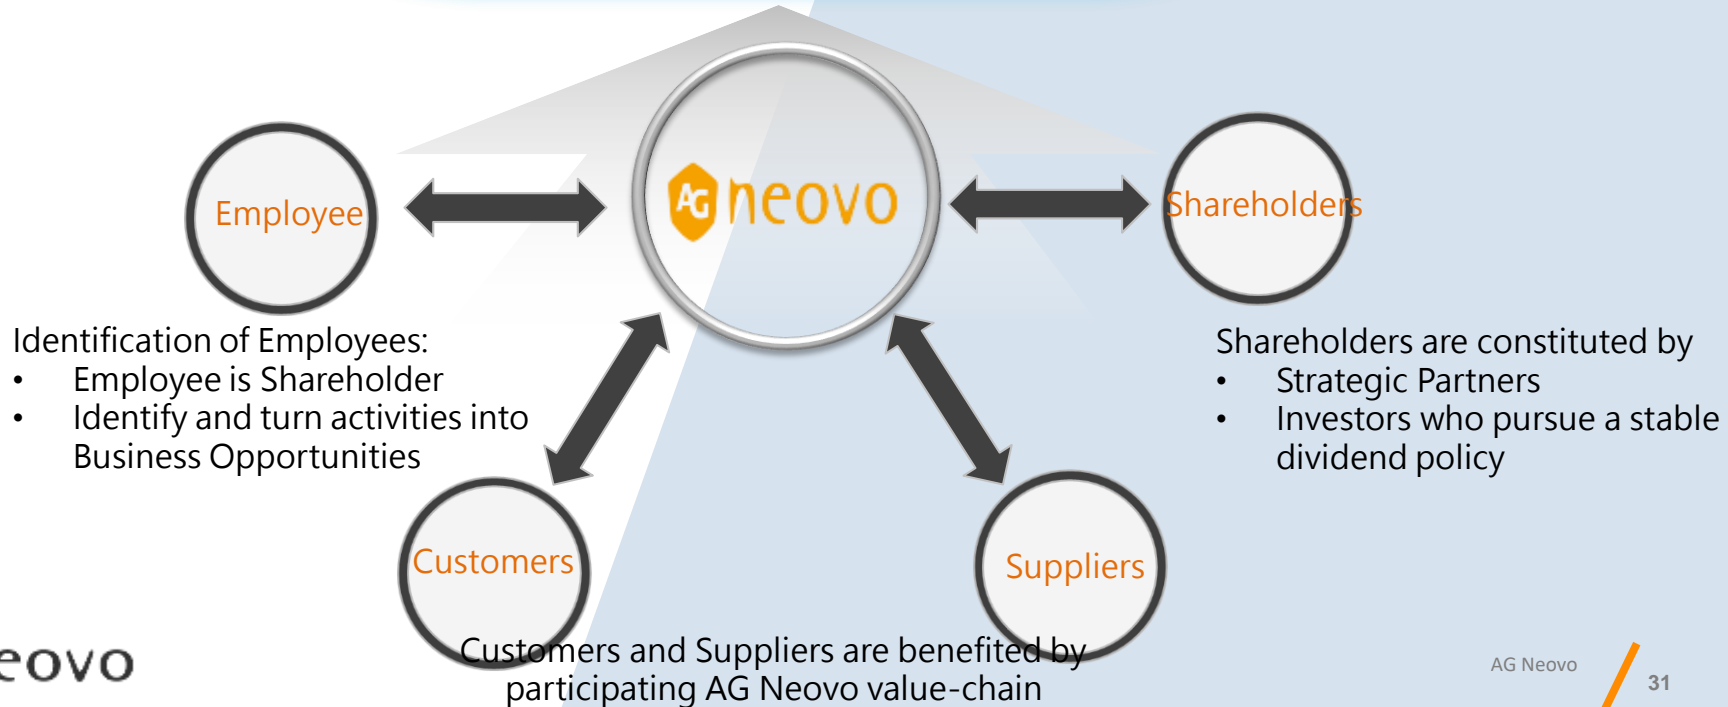 AG neovo
Employee
Shareholders
Identification of Employees:
• Employee is Shareholder
• Identify and turn activities into
Business Opportunities
Shareholders are constituted by
• Strategic Partners
• Investors who pursue a stable
dividend policy
Customers
Suppliers
Customers and Suppliers are benefited by
participating AG Neovo value-chain
eovo
AG Neovo
31